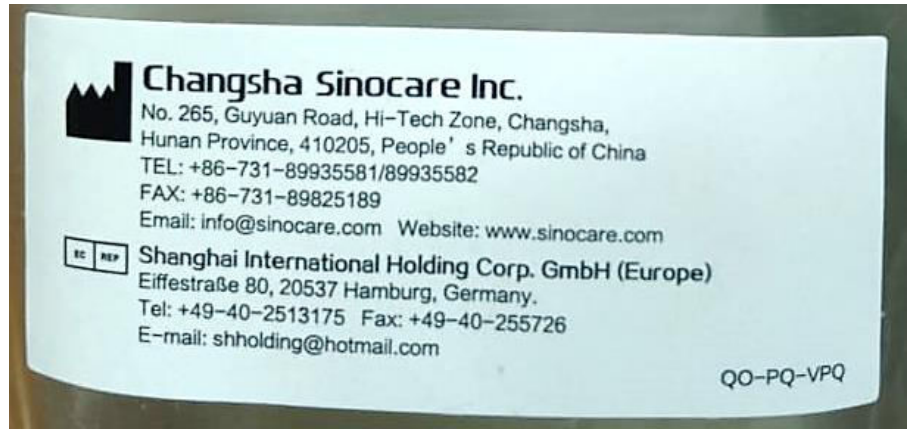 Changsha Sinocare Inc.
No. 265, Guyuan Road, Hi-Tech Zone, Changsha,
Hunan Province, 410205, People's Republic of China
TEL: +86-731-89935581/89935582
FAX: +86-731-89825189
Email: info@sinocare.com Website: www.sinocare.com
EC REP Shanghai International Holding Corp. GmbH (Europe)
Eiffestraße 80, 20537 Hamburg, Germany.
Tel: +49-40-2513175 Fax: +49-40-255726
E-mail: shholding@hotmail.com
QO-PQ-VPQ